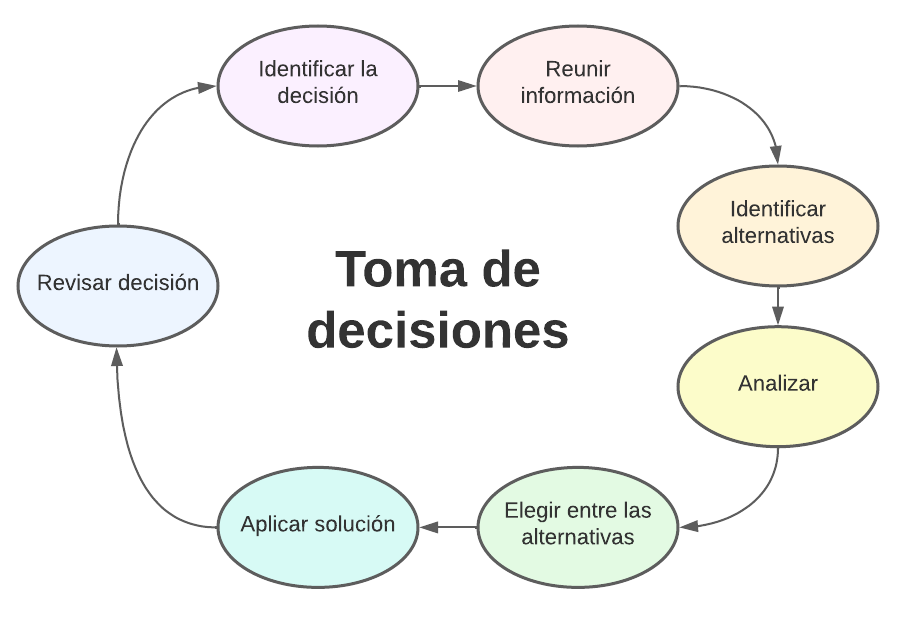 Identificar la
decisión
Reunir
información
Identificar
alternativas
Analizar
Elegir entre las
alternativas
Aplicar solución
Revisar decisión
Toma de
decisiones